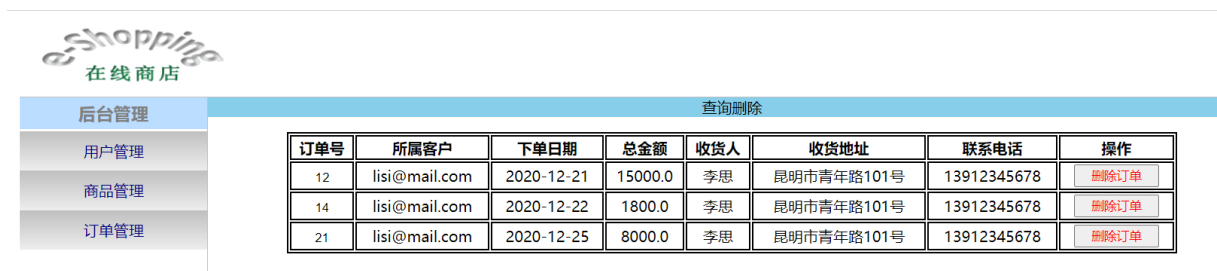 e-Shopping
在线商店
后台管理
查询删除
用户管理
商品管理
订单管理
订单号 所属客户 下单日期 总金额 收货人 收货地址 联系电话 操作
12 lisi@mail.com 2020-12-21 15000.0 李思 昆明市青年路101号 13912345678 删除订单
14 lisi@mail.com 2020-12-22 1800.0 李思 昆明市青年路101号 13912345678 删除订单
21 lisi@mail.com 2020-12-25 8000.0 李思 昆明市青年路101号 13912345678 删除订单